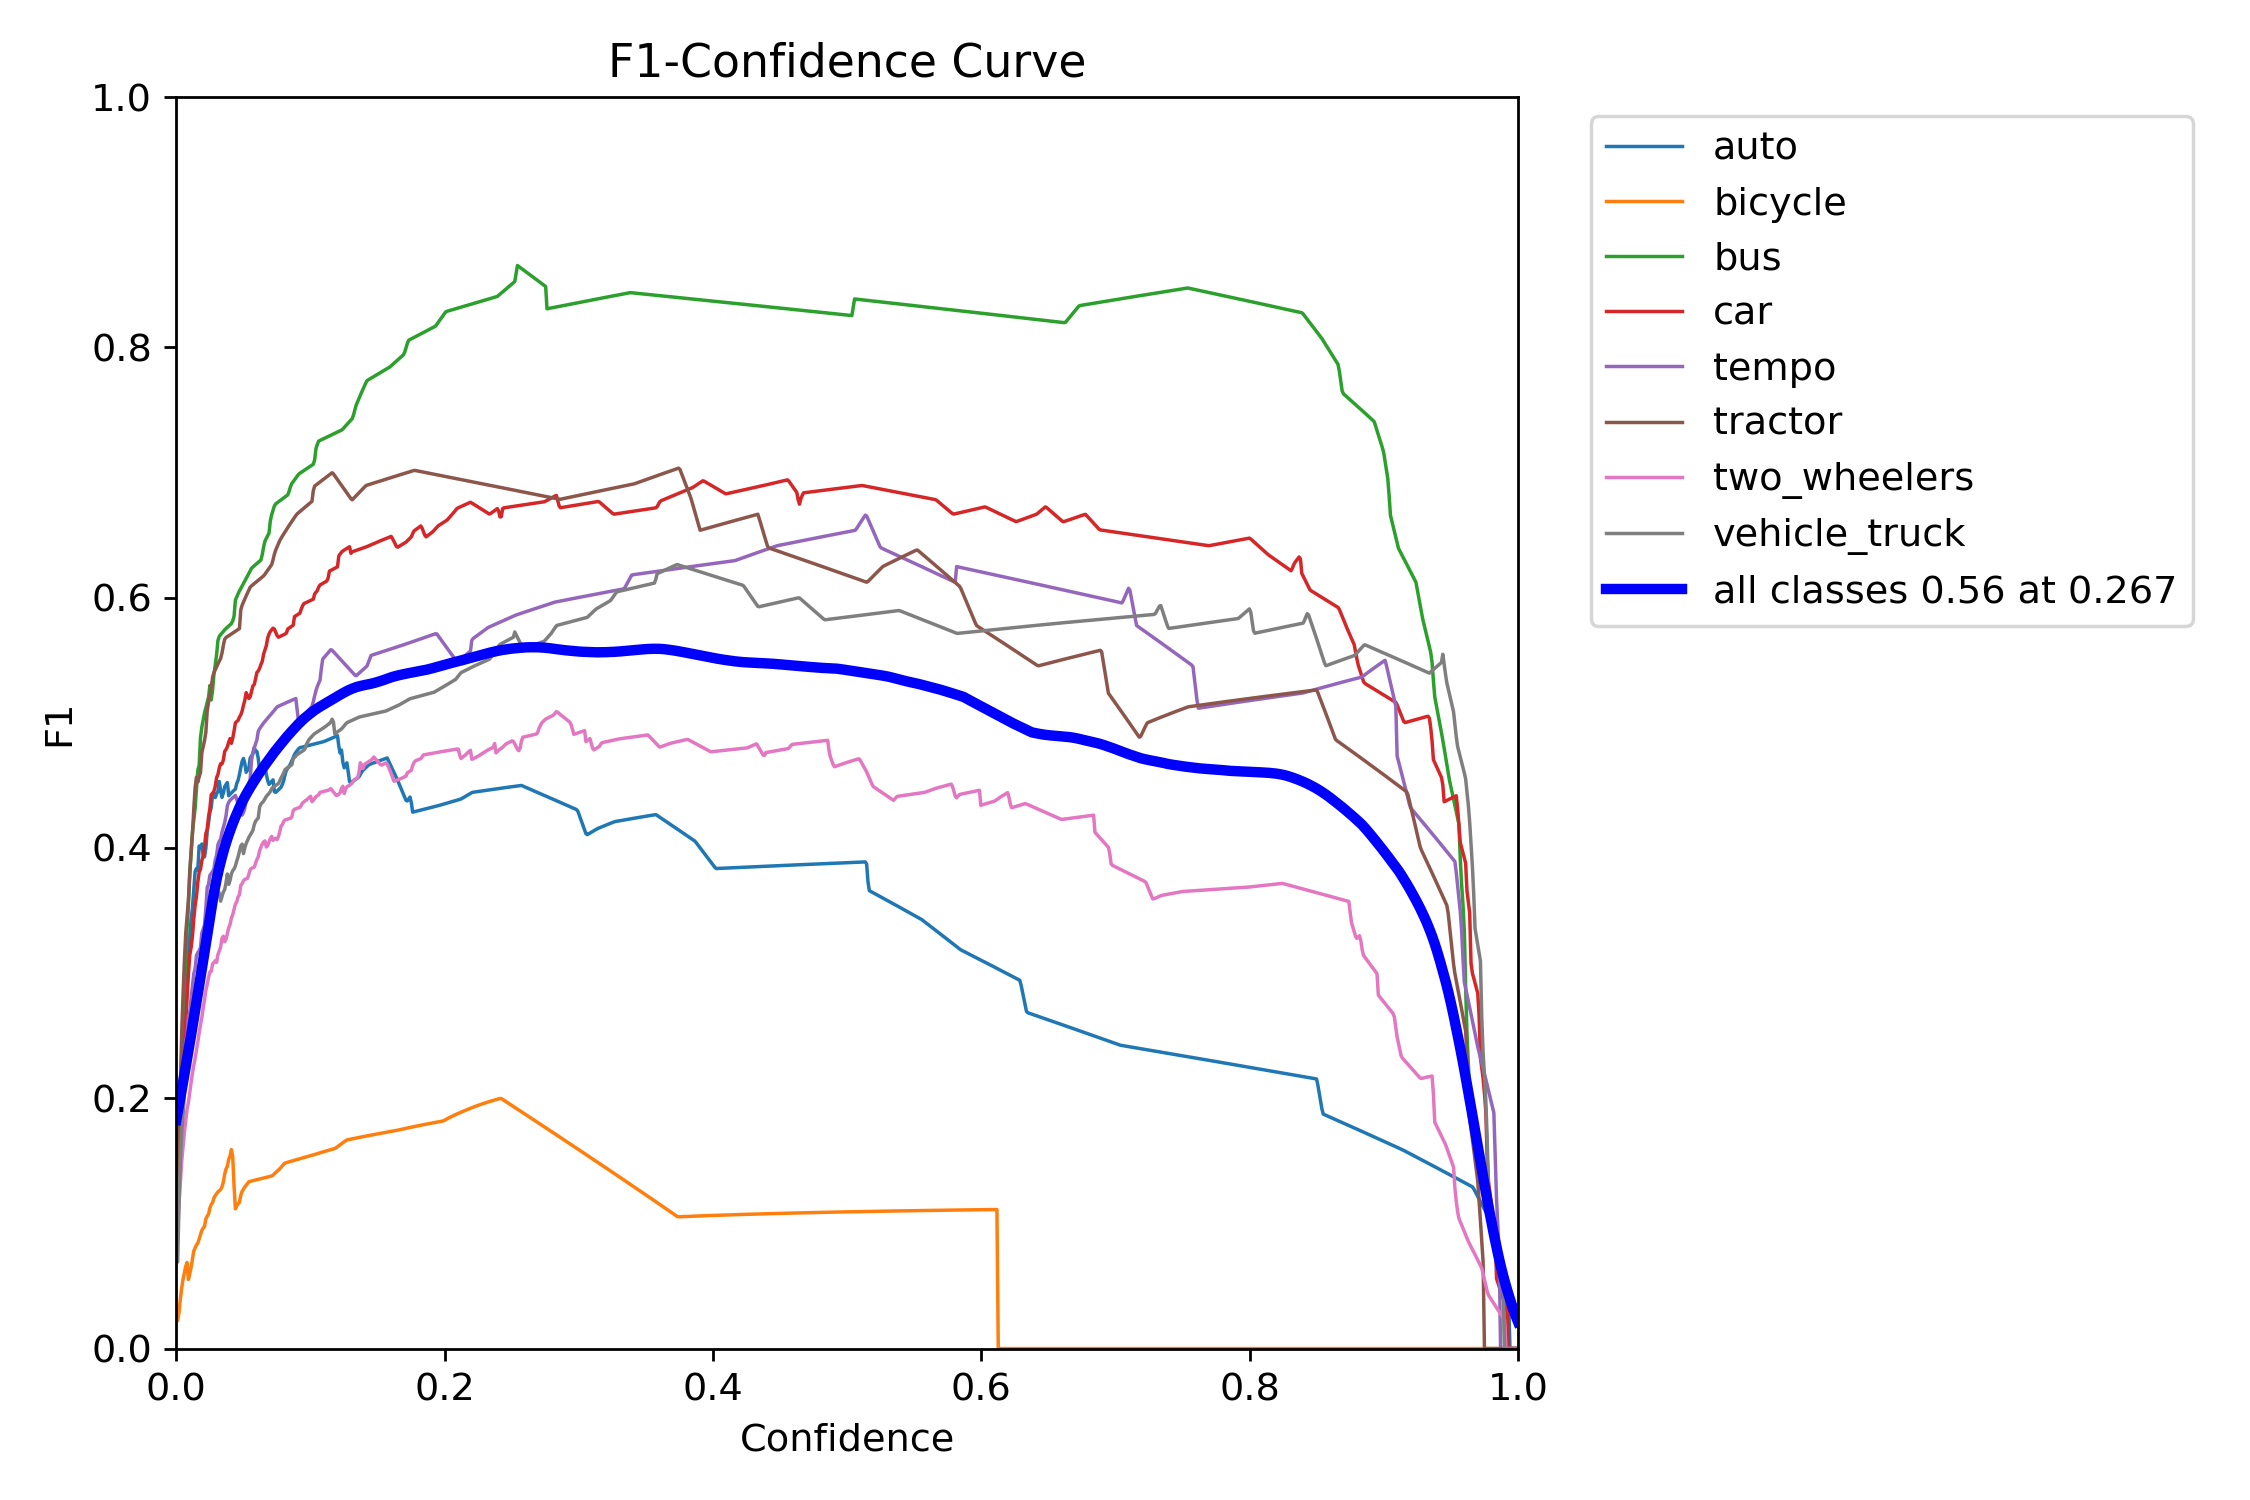 F1-Confidence Curve
1.0
0.8
0.6
0.4
0.2
0.0
F1
0.0 0.2 0.4 0.6 0.8 1.0
Confidence
auto
bicycle
bus
car
tempo
tractor
two_wheelers
vehicle_truck
all classes 0.56 at 0.267